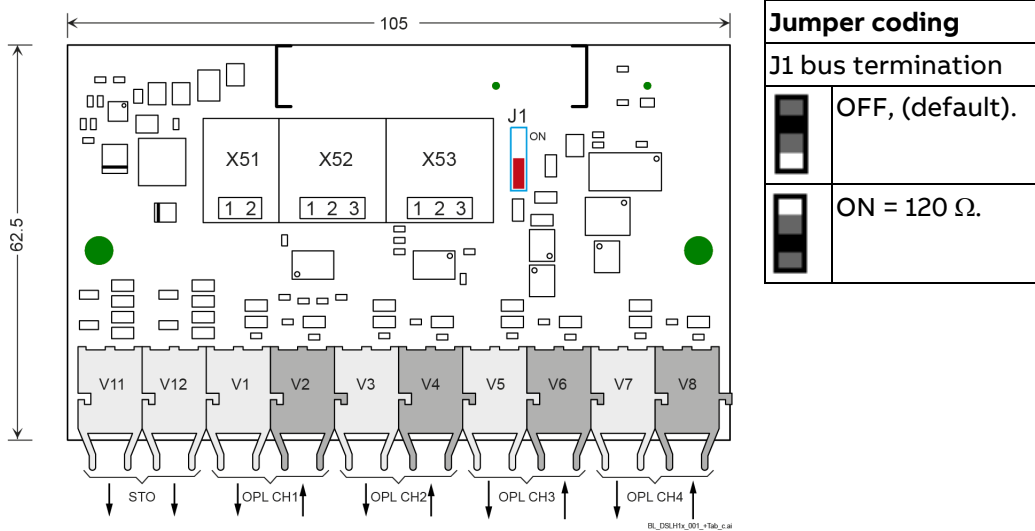 105
62.5
J1
ON
X51 X52 X53
1 2 1 2 3 1 2 3
V11 V12 V1 V2 V3 V4 V5 V6 V7 V8
STO OPL CH1 OPL CH2 OPL CH3 OPL CH4
BL_DSLH1x_001_+Tab_c.ai
Jumper coding
J1 bus termination
OFF, (default).
ON = 120 Ω.